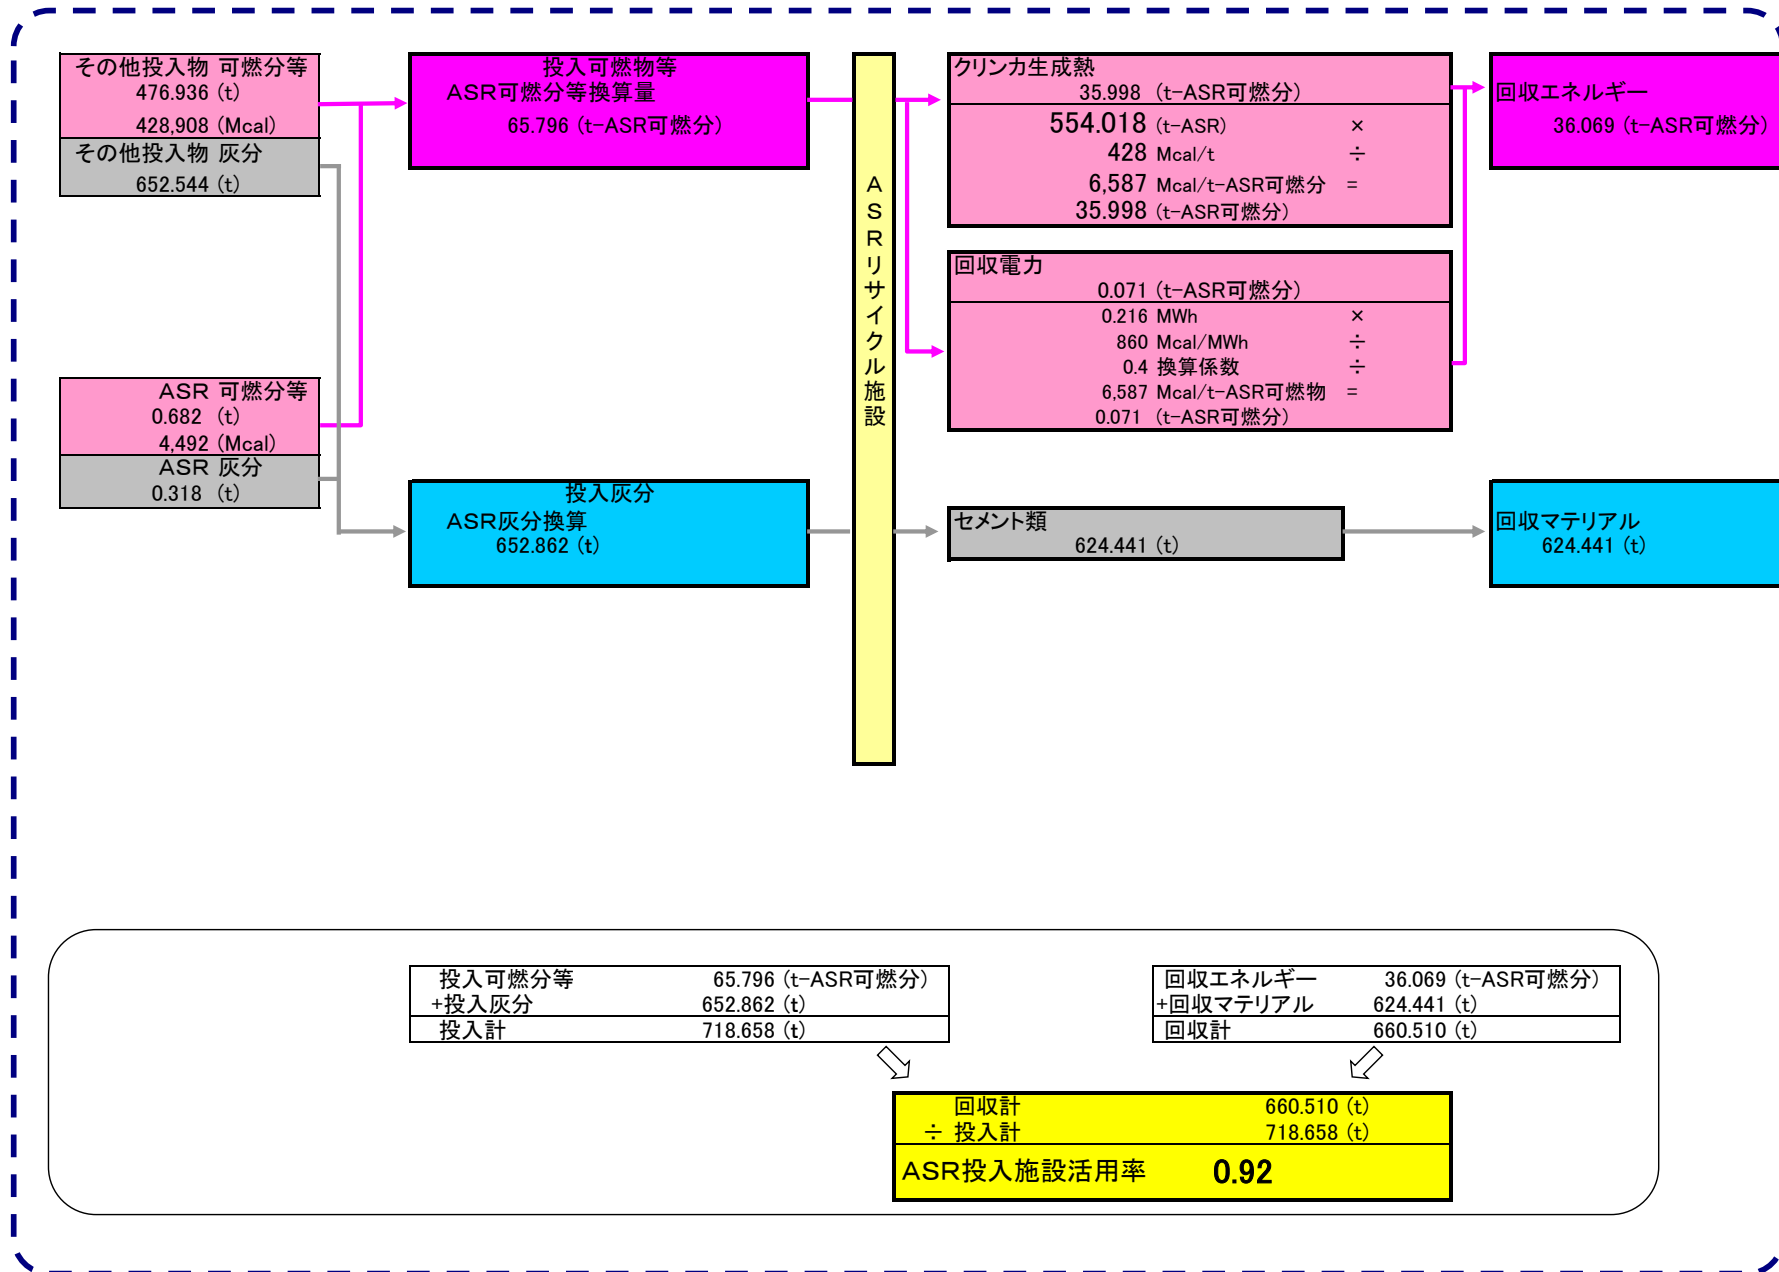 その他投入物 可燃分等
476.936 (t)
428,908 (Mcal)
その他投入物 灰分
652.544 (t)
ASR 可燃分等
0.682 (t)
4,492 (Mcal)
ASR 灰分
0.318 (t)
投入可燃物等
ASR可燃分等換算量
65.796 (t-ASR可燃分)
投入灰分
ASR灰分換算
652.862 (t)
ASRリサイクル施設
クリンカ生成熱
35.998 (t-ASR可燃分)
554.018 (t-ASR) ×
428 Mcal/t ÷
6,587 Mcal/t-ASR可燃分 =
35.998 (t-ASR可燃分)
回収電力
0.071 (t-ASR可燃分)
0.216 MWh ×
860 Mcal/MWh ÷
0.4 換算係数 ÷
6,587 Mcal/t-ASR可燃物 =
0.071 (t-ASR可燃分)
セメント類
624.441 (t)
回収エネルギー
36.069 (t-ASR可燃分)
回収マテリアル
624.441 (t)
投入可燃分等 65.796 (t-ASR可燃分)
+投入灰分 652.862 (t)
投入計 718.658 (t)
回収エネルギー 36.069 (t-ASR可燃分)
+回収マテリアル 624.441 (t)
回収計 660.510 (t)
回収計 660.510 (t)
÷ 投入計 718.658 (t)
ASR投入施設活用率 0.92